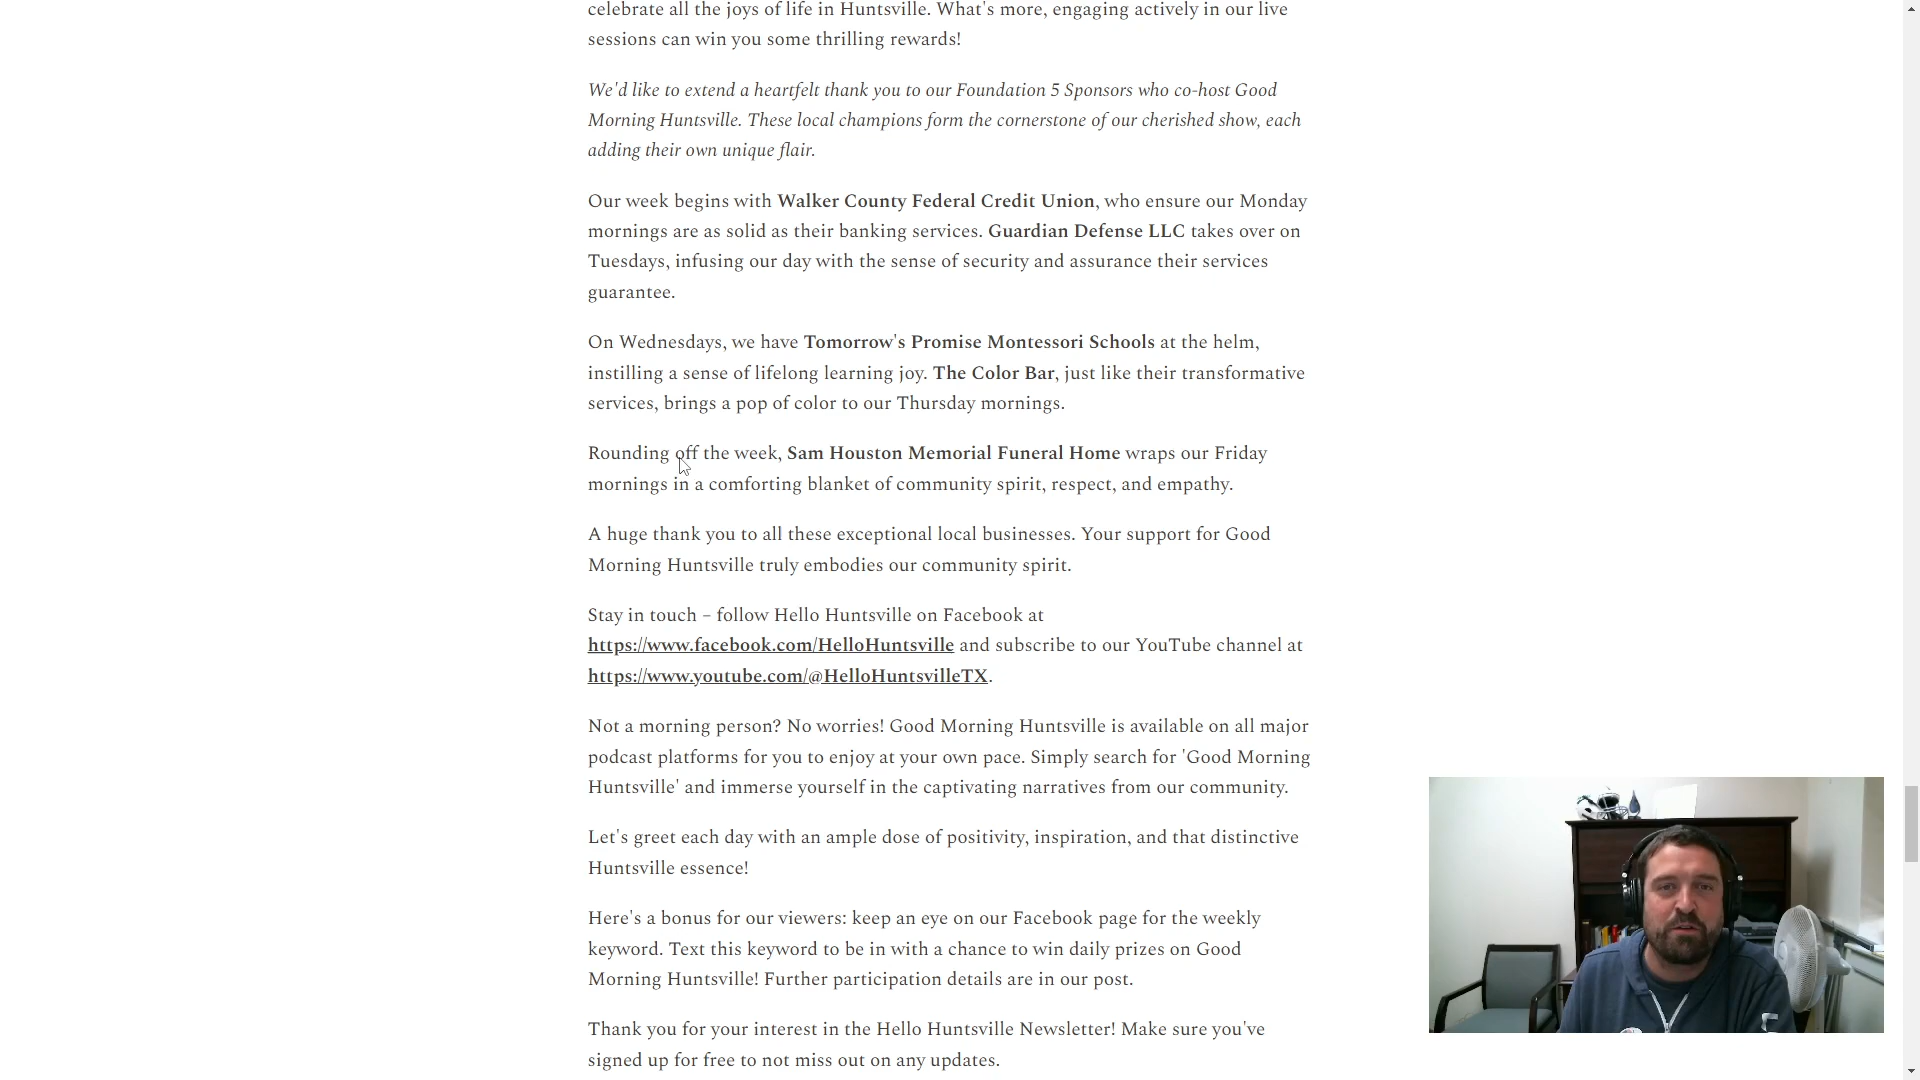 celebrate all the joys of life in Huntsville. What's more, engaging actively in our live
sessions can win you some thrilling rewards!
We'd like to extend a heartfelt thank you to our Foundation 5 Sponsors who co-host Good
Morning Huntsville. These local champions form the cornerstone of our cherished show, each
adding their own unique flair.
Our week begins with Walker County Federal Credit Union, who ensure our Monday
mornings are as solid as their banking services. Guardian Defense LLC takes over on
Tuesdays, infusing our day with the sense of security and assurance their services
guarantee.
On Wednesdays, we have Tomorrow's Promise Montessori Schools at the helm,
instilling a sense of lifelong learning joy. The Color Bar, just like their transformative
services, brings a pop of color to our Thursday mornings.
Rounding off the week, Sam Houston Memorial Funeral Home wraps our Friday
mornings in a comforting blanket of community spirit, respect, and empathy.
A huge thank you to all these exceptional local businesses. Your support for Good
Morning Huntsville truly embodies our community spirit.
Stay in touch – follow Hello Huntsville on Facebook at
https://www.facebook.com/HelloHuntsville and subscribe to our YouTube channel at
https://www.youtube.com/@HelloHuntsvilleTX.
Not a morning person? No worries! Good Morning Huntsville is available on all major
podcast platforms for you to enjoy at your own pace. Simply search for 'Good Morning
Huntsville' and immerse yourself in the captivating narratives from our community.
Let's greet each day with an ample dose of positivity, inspiration, and that distinctive
Huntsville essence!
Here's a bonus for our viewers: keep an eye on our Facebook page for the weekly
keyword. Text this keyword to be in with a chance to win daily prizes on Good
Morning Huntsville! Further participation details are in our post.
Thank you for your interest in the Hello Huntsville Newsletter! Make sure you've
signed up for free to not miss out on any updates.